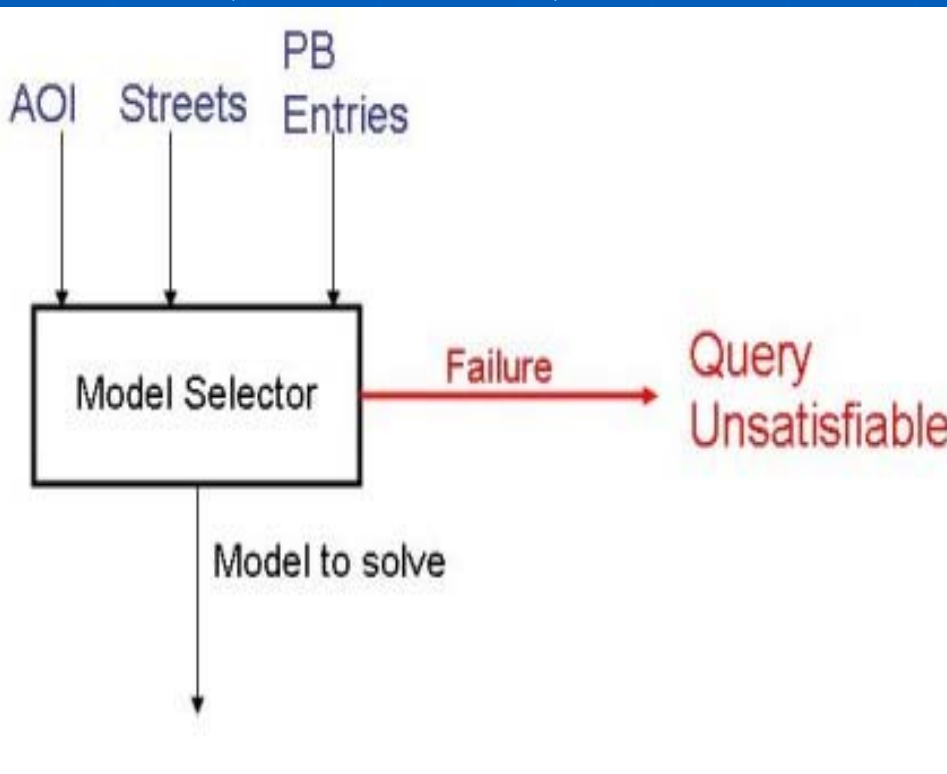 AOI Streets PB
Entries
Model Selector
Failure
Query
Unsatisfiable
Model to solve